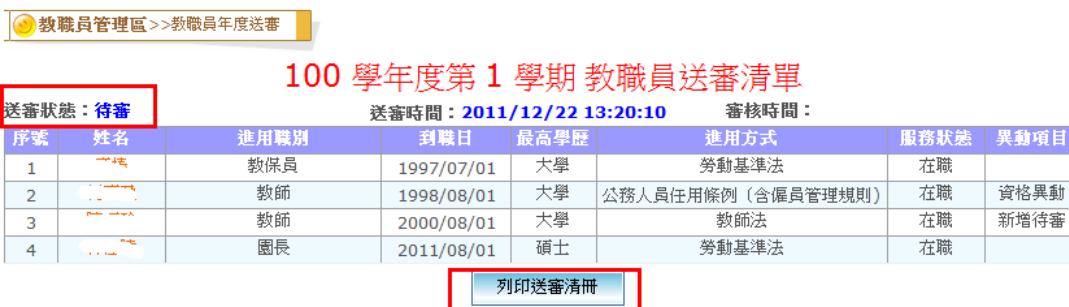 教職員管理區>>教職員年度送審
100 學年度第 1 學期 教職員送審清單
送審狀態：待審 送審時間：2011/12/22 13:20:10 審核時間：
序號 姓名 進用職別 到職日 最高學歷 進用方式 服務狀態 異動項目
1 教保員 1997/07/01 大學 勞動基準法 在職
2 教師 1998/08/01 大學 公務人員任用條例（含僱員管理規則） 在職 資格異動
3 教師 2000/08/01 大學 教師法 在職 新增待審
4 園長 2011/08/01 碩士 勞動基準法 在職
列印送審清冊